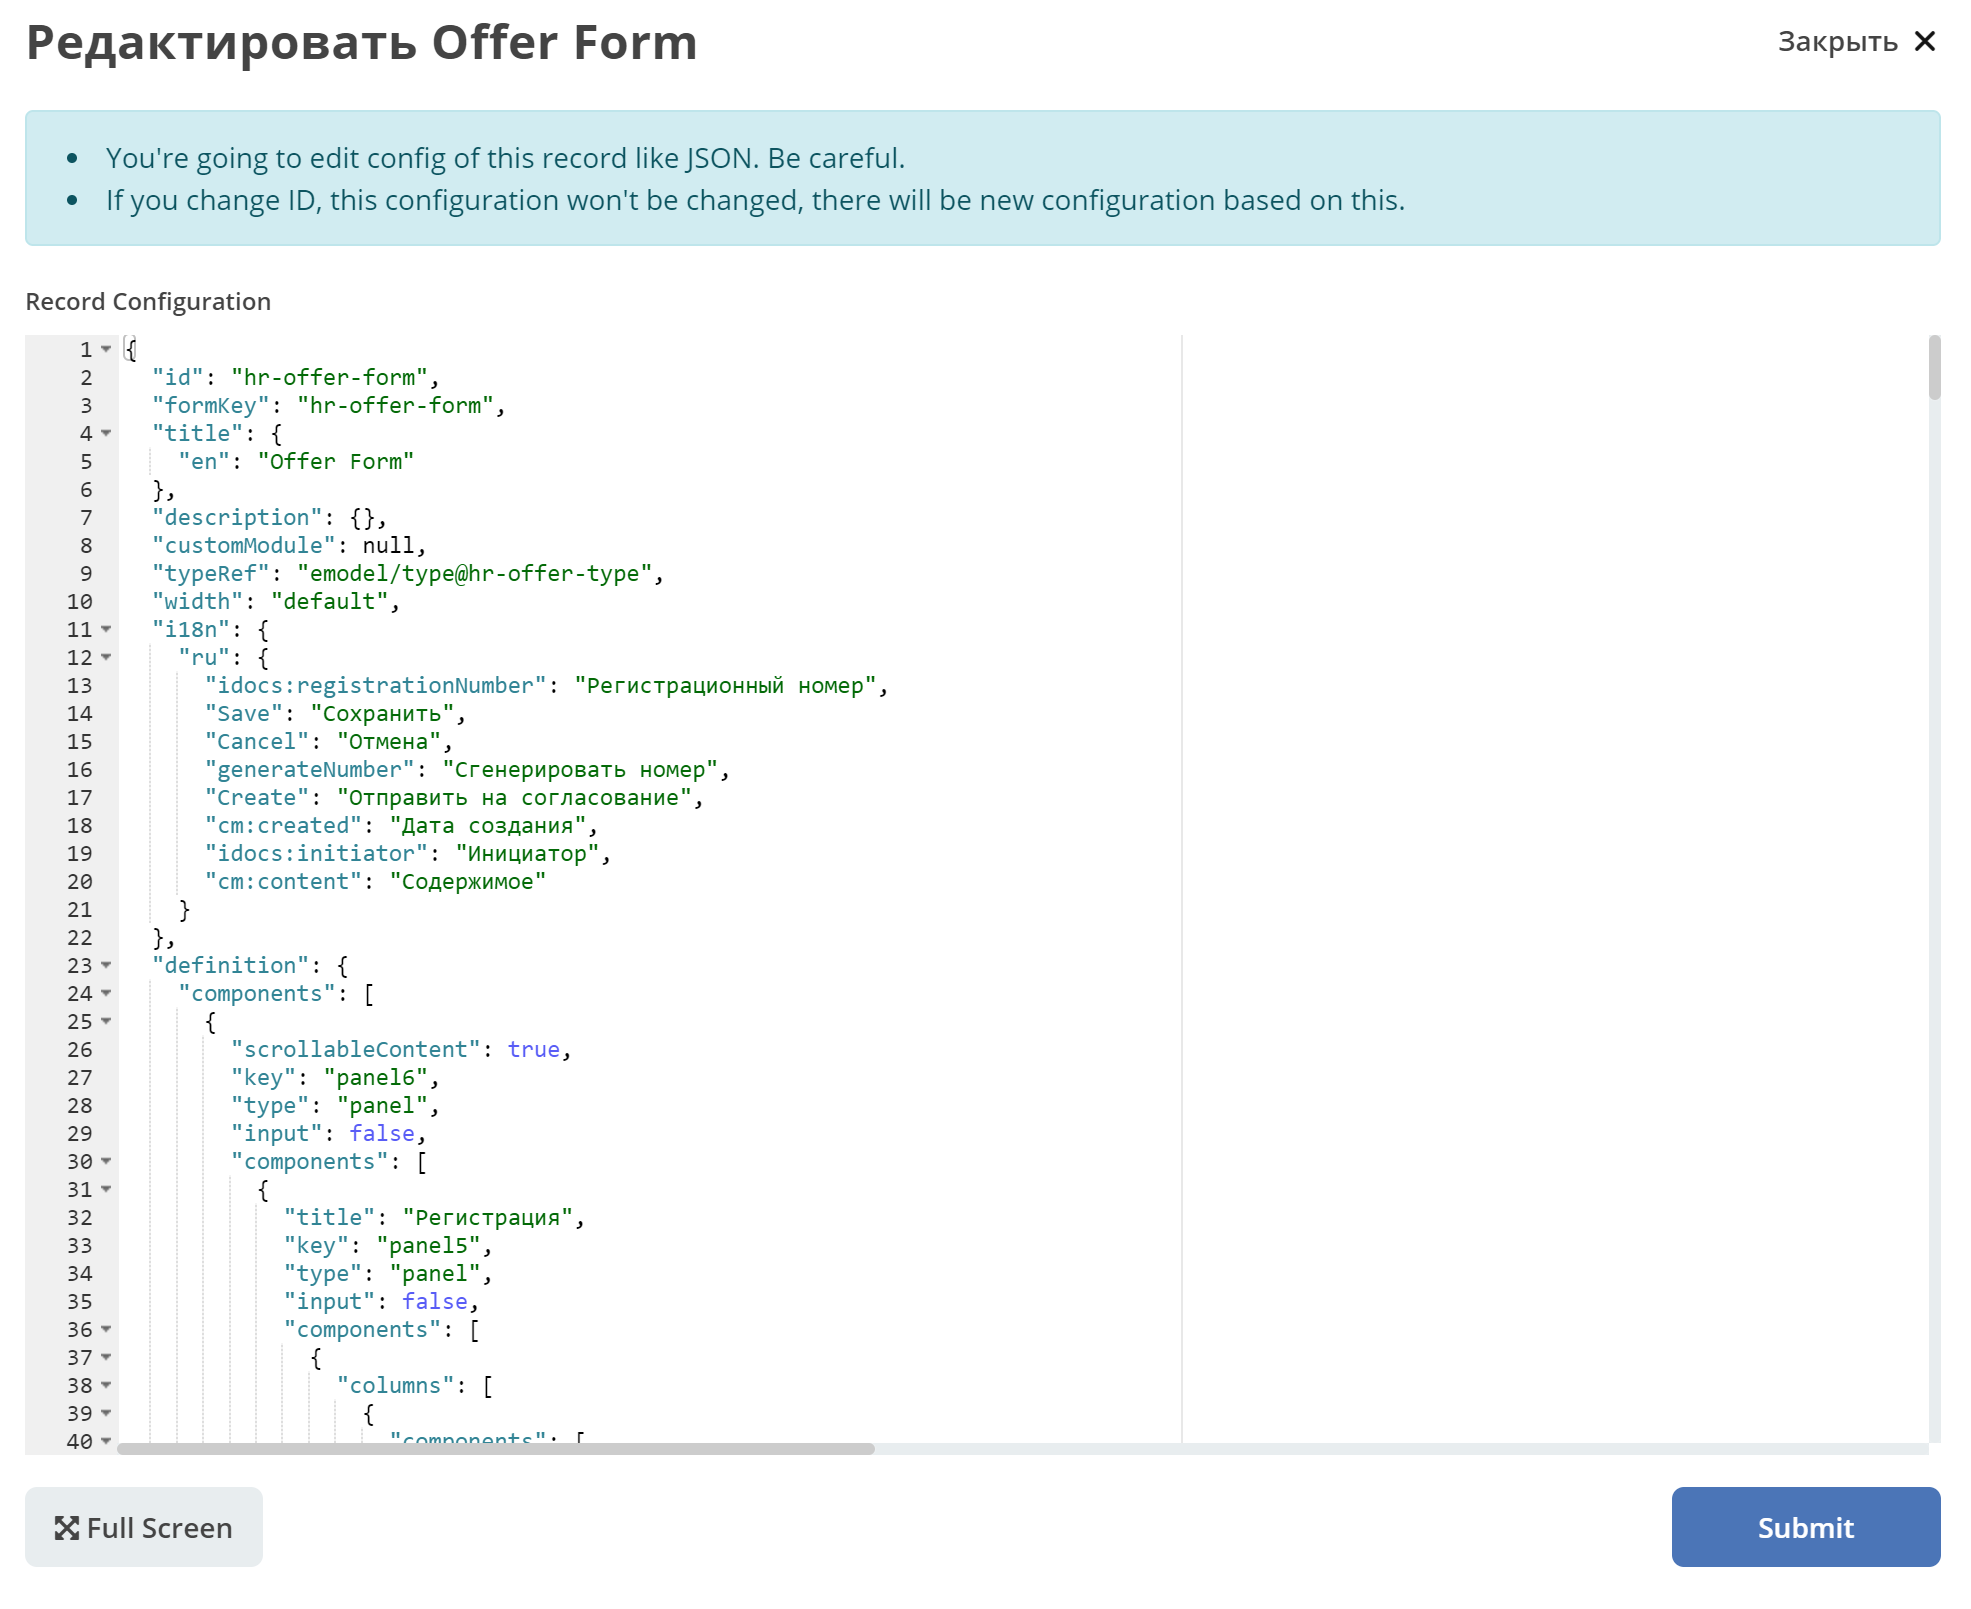 Редактировать Offer Form
Закрыть
You're going to edit config of this record like JSON. Be careful.
If you change ID, this configuration won't be changed, there will be new configuration based on this.
Record Configuration
1 {
2 "id": "hr-offer-form",
3 "formKey": "hr-offer-form",
4 "title": {
5 "en": "Offer Form"
6 },
7 "description": {},
8 "customModule": null,
9 "typeRef": "emodel/type@hr-offer-type",
10 "width": "default",
11 "i18n": {
12 "ru": {
13 "idocs:registrationNumber": "Регистрационный номер",
14 "Save": "Сохранить",
15 "Cancel": "Отмена",
16 "generateNumber": "Сгенерировать номер",
17 "Create": "Отправить на согласование",
18 "cm:created": "Дата создания",
19 "idocs:initiator": "Инициатор",
20 "cm:content": "Содержимое"
21 }
22 },
23 "definition": {
24 "components": [
25 {
26 "scrollableContent": true,
27 "key": "panel6",
28 "type": "panel",
29 "input": false,
30 "components": [
31 {
32 "title": "Регистрация",
33 "key": "panel5",
34 "type": "panel",
35 "input": false,
36 "components": [
37 {
38 "columns": [
39 {
40 "components": [
Full Screen
Submit